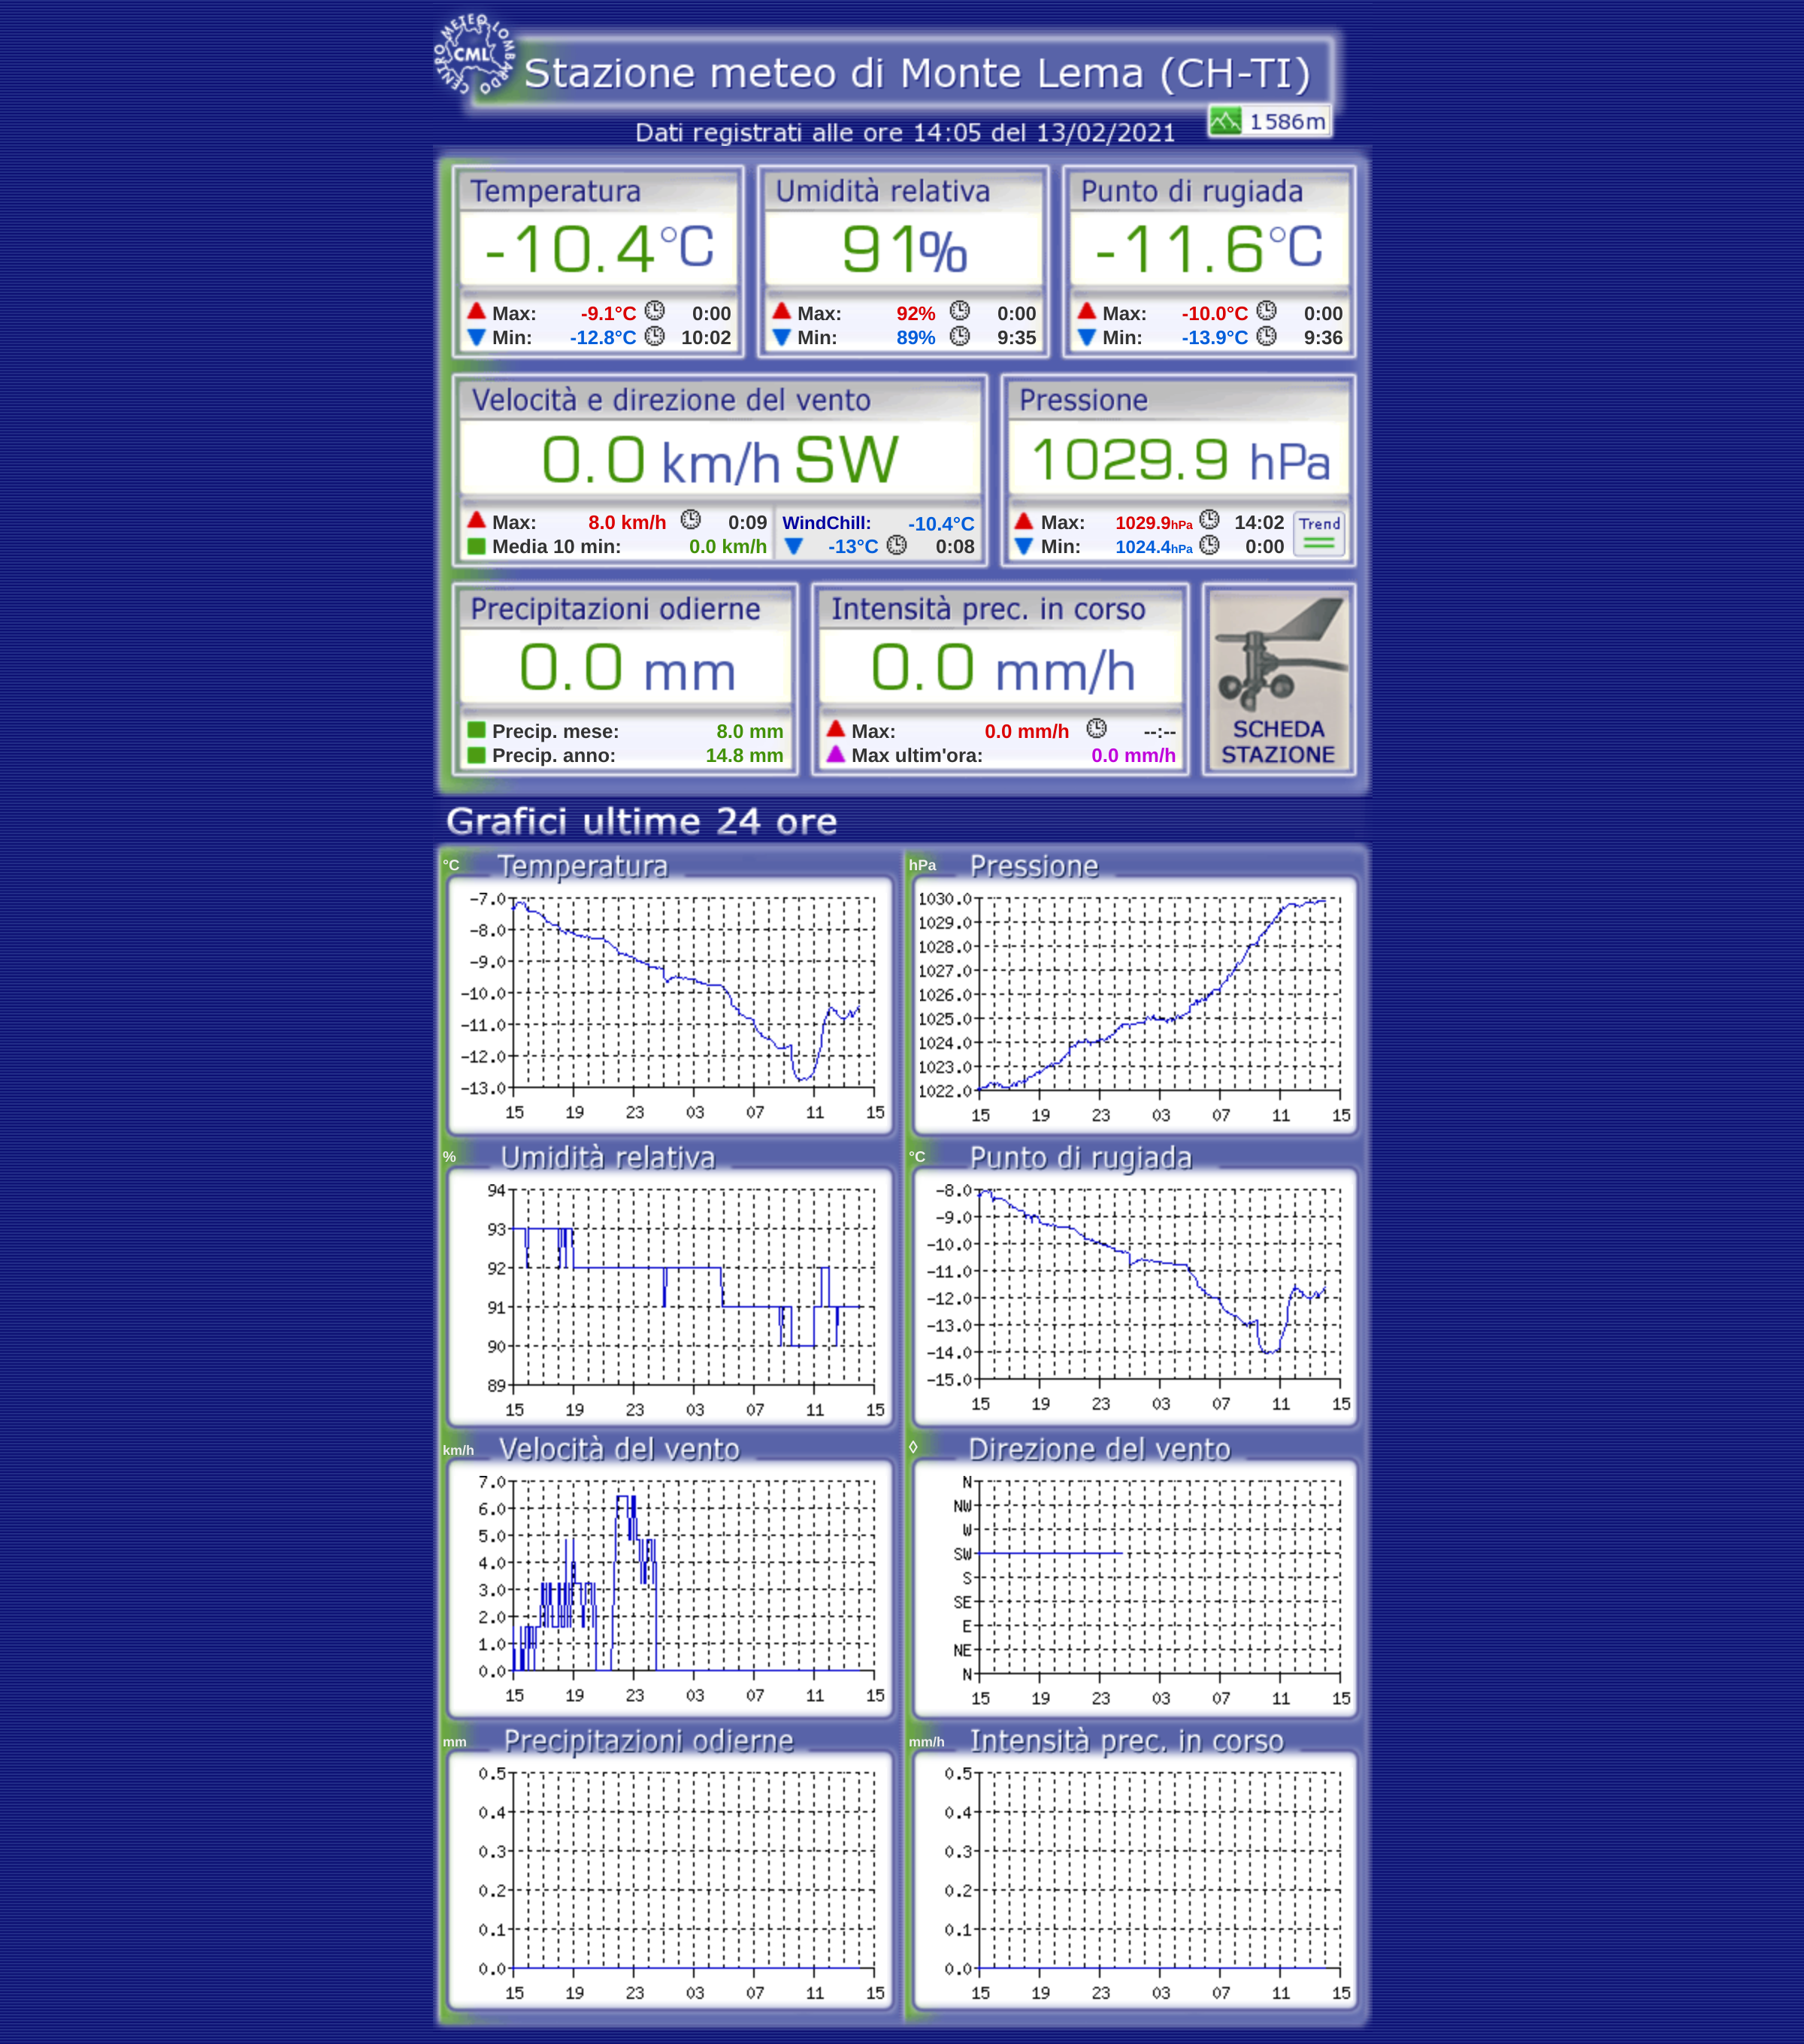 CENTRO METEO LOMBARDO
CML
Stazione meteo di Monte Lema (CH-TI)
1586m
Dati registrati alle ore 14:05 del 13/02/2021
Temperatura Umidità relativa Punto di rugiada
-10.4°C 91% -11.6°C
Max: -9.1°C 0:00 Max: 92% 0:00 Max: -10.0°C 0:00
Min: -12.8°C 10:02 Min: 89% 9:35 Min: -13.9°C 9:36
Velocità e direzione del vento Pressione
0.0 km/h SW 1029.9 hPa
Max: 8.0 km/h 0:09 WindChill: -10.4°C Max: 1029.9hPa 14:02 Trend
Media 10 min: 0.0 km/h -13°C 0:08 Min: 1024.4hPa 0:00
Precipitazioni odierne Intensità prec. in corso
0.0 mm 0.0 mm/h
Precip. mese: 8.0 mm Max: 0.0 mm/h --:-- SCHEDA
Precip. anno: 14.8 mm Max ultim'ora: 0.0 mm/h STAZIONE
Grafici ultime 24 ore
°C Temperatura
-7.0
-8.0
-9.0
-10.0
-11.0
-12.0
-13.0
15 19 23 03 07 11 15
hPa Pressione
1030.0
1029.0
1028.0
1027.0
1026.0
1025.0
1024.0
1023.0
1022.0
15 19 23 03 07 11 15
% Umidità relativa
94
93
92
91
90
89
15 19 23 03 07 11 15
°C Punto di rugiada
-8.0
-9.0
-10.0
-11.0
-12.0
-13.0
-14.0
-15.0
15 19 23 03 07 11 15
km/h Velocità del vento
7.0
6.0
5.0
4.0
3.0
2.0
1.0
0.0
15 19 23 03 07 11 15
◊ Direzione del vento
N
NW
W
SW
S
SE
E
NE
N
15 19 23 03 07 11 15
mm Precipitazioni odierne
0.5
0.4
0.3
0.2
0.1
0.0
15 19 23 03 07 11 15
mm/h Intensità prec. in corso
0.5
0.4
0.3
0.2
0.1
0.0
15 19 23 03 07 11 15